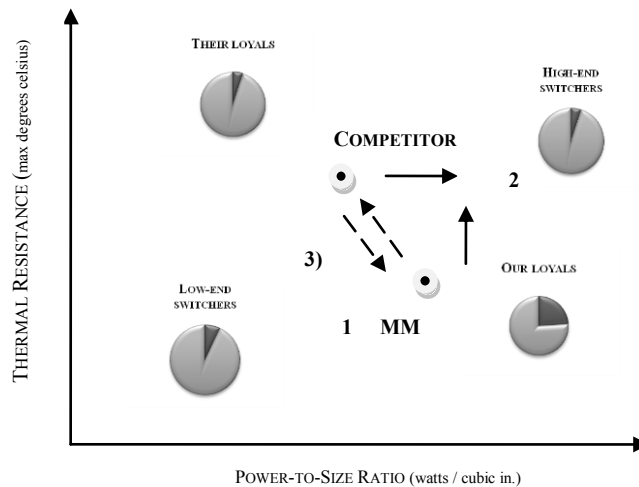 THEIR LOYALS
HIGH-END
SWITCHERS
COMPETITOR
2
3)
OUR LOYALS
LOW-END
SWITCHERS
1 MM
THERMAL RESISTANCE (max degrees celsius)
POWER-TO-SIZE RATIO (watts / cubic in.)